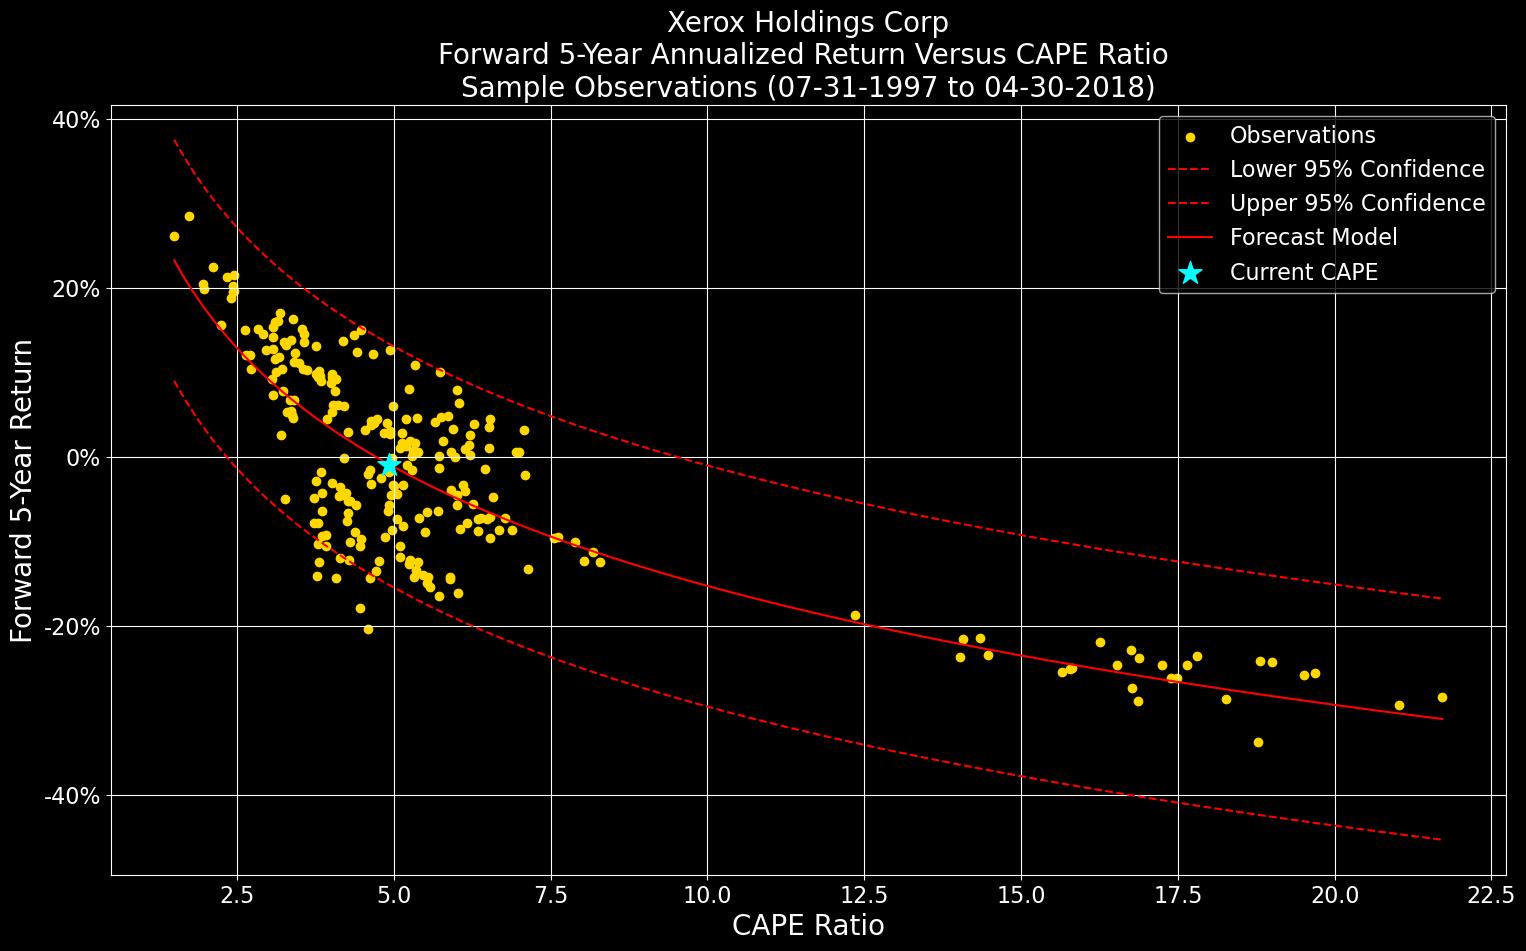 Xerox Holdings Corp
Forward 5-Year Annualized Return Versus CAPE Ratio
Sample Observations (07-31-1997 to 04-30-2018)
Observations
Lower 95% Confidence
Upper 95% Confidence
Forecast Model
Current CAPE
Forward 5-Year Return
40%
20%
0%
-20%
-40%
2.5 5.0 7.5 10.0 12.5 15.0 17.5 20.0 22.5
CAPE Ratio